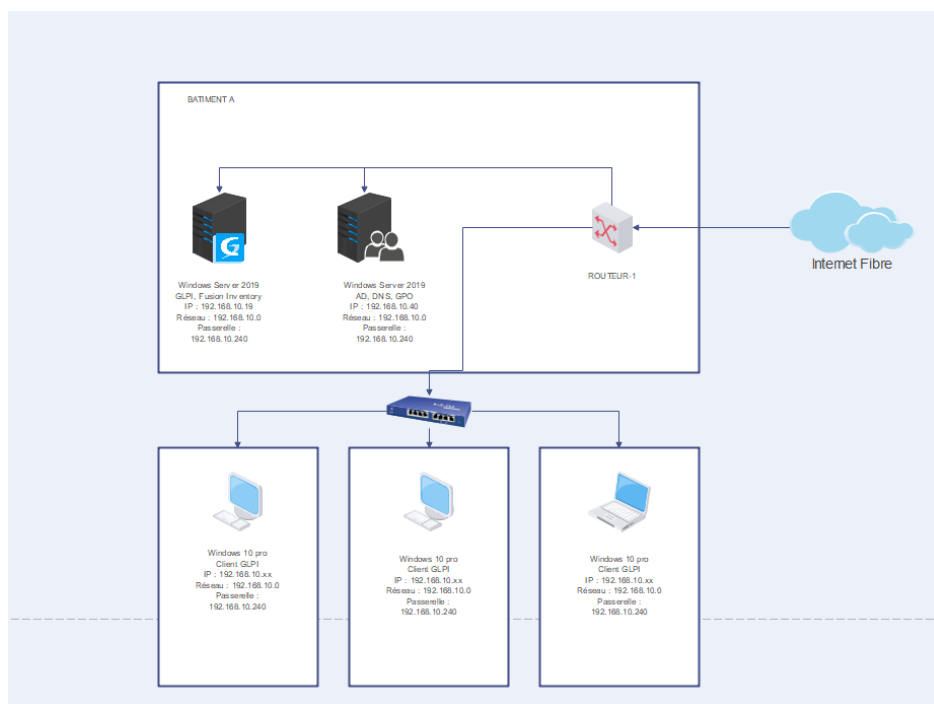 BATIMENT A
Windows Server 2019
GLPI, Fusion Inventory
IP : 192.168.10.19
Réseau : 192.168.10.0
Passerelle :
192.168.10.240
Windows Server 2019
AD, DNS, GPO
IP : 192.168.10.40
Réseau : 192.168.10.0
Passerelle :
192.168.10.240
ROUTEUR-1
Internet Fibre
Windows 10 pro
Client GLPI
IP : 192.168.10.xx
Réseau : 192.168.10.0
Passerelle :
192.168.10.240
Windows 10 pro
Client GLPI
IP : 192.168.10.xx
Réseau : 192.168.10.0
Passerelle :
192.168.10.240
Windows 10 pro
Client GLPI
IP : 192.168.10.xx
Réseau : 192.168.10.0
Passerelle :
192.168.10.240